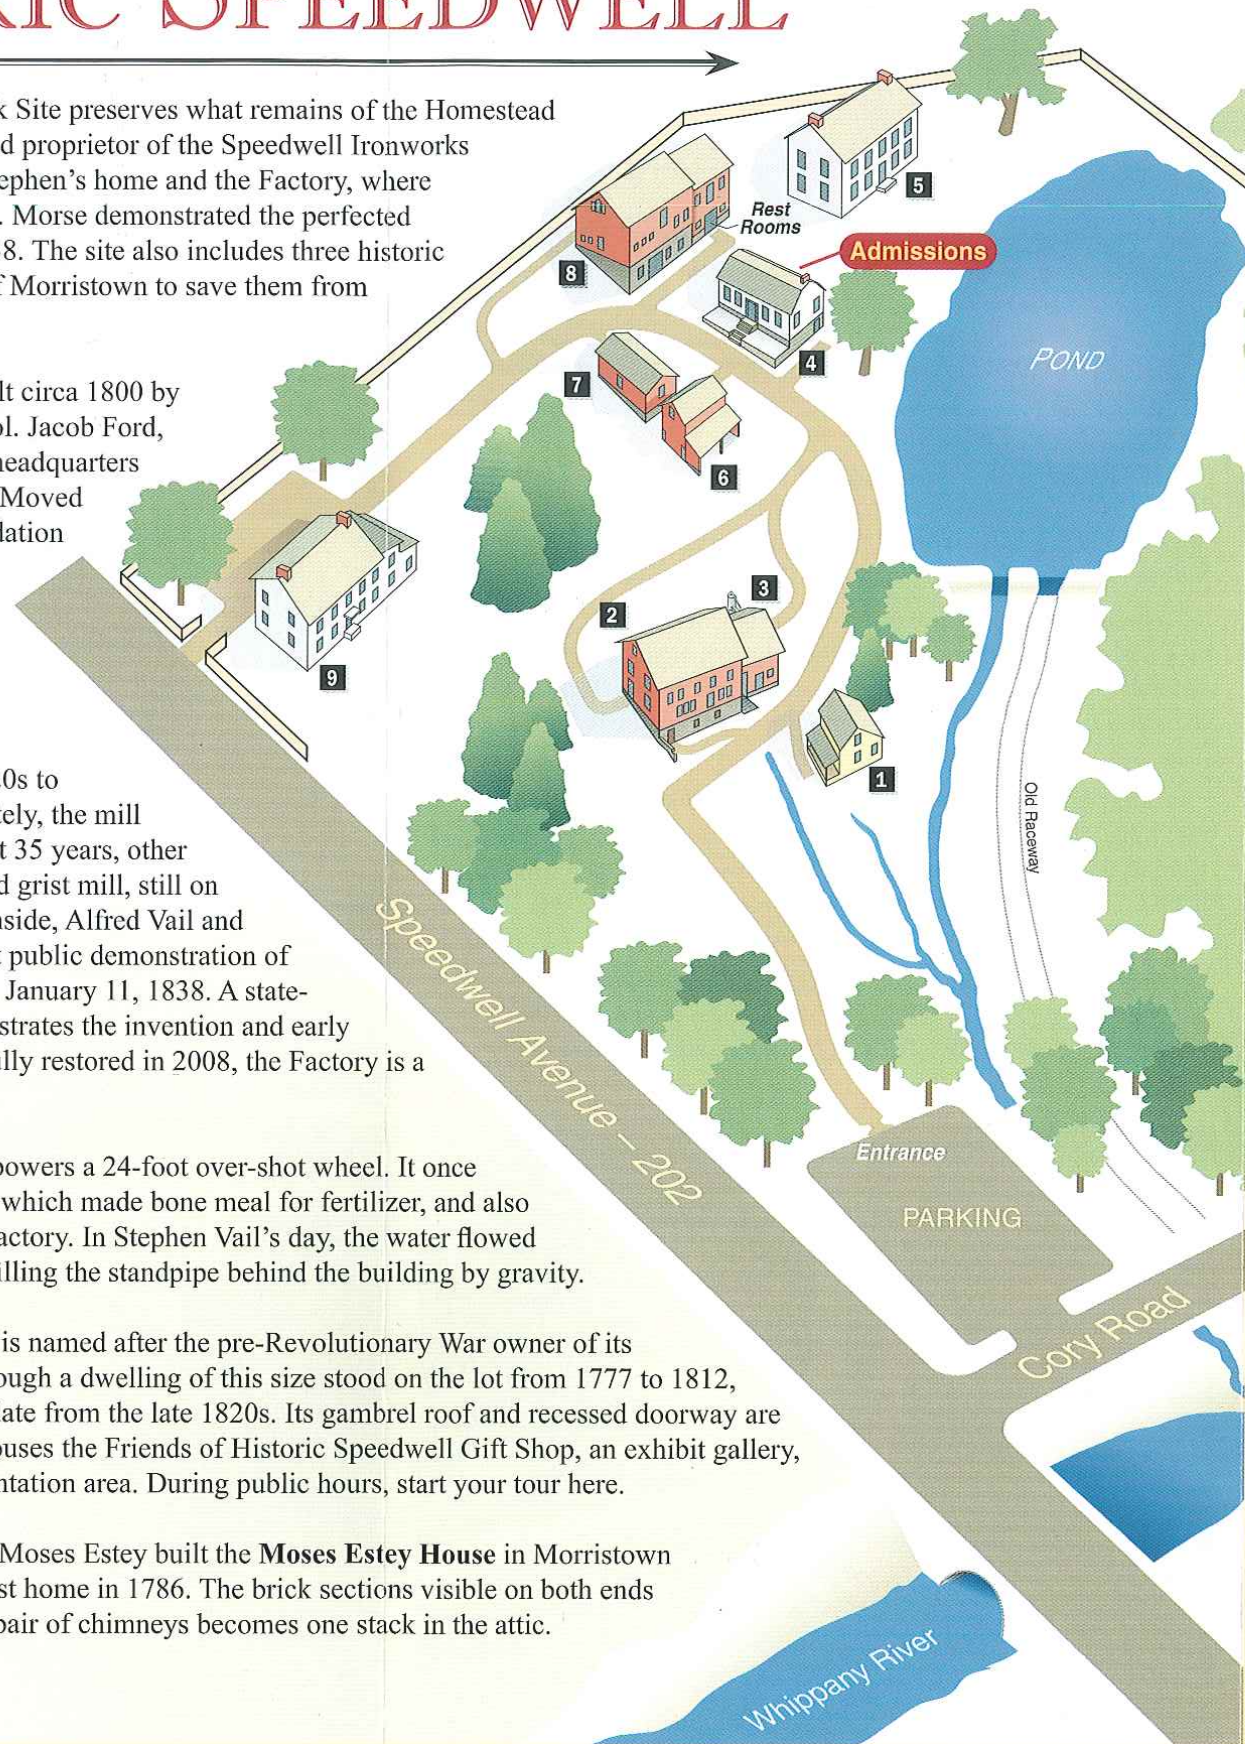 RIC SPEEDWELL
k Site preserves what remains of the Homestead
d proprietor of the Speedwell Ironworks
ephen's home and the Factory, where
. Morse demonstrated the perfected
8. The site also includes three historic
f Morristown to save them from
lt circa 1800 by
ol. Jacob Ford,
headquarters
Moved
dation
0s to
tely, the mill
t 35 years, other
d grist mill, still on
nside, Alfred Vail and
t public demonstration of
January 11, 1838. A state-
strates the invention and early
ully restored in 2008, the Factory is a
powers a 24-foot over-shot wheel. It once
which made bone meal for fertilizer, and also
actory. In Stephen Vail's day, the water flowed
illing the standpipe behind the building by gravity.
is named after the pre-Revolutionary War owner of its
ough a dwelling of this size stood on the lot from 1777 to 1812,
late from the late 1820s. Its gambrel roof and recessed doorway are
ouses the Friends of Historic Speedwell Gift Shop, an exhibit gallery,
ntation area. During public hours, start your tour here.
Moses Estey built the Moses Estey House in Morristown
st home in 1786. The brick sections visible on both ends
pair of chimneys becomes one stack in the attic.
5
Rest
Rooms
Admissions
8
4
POND
7
6
3
2
9
1
Old Raceway
Speedwell Avenue – 202
Entrance
PARKING
Cory Road
Whippany River